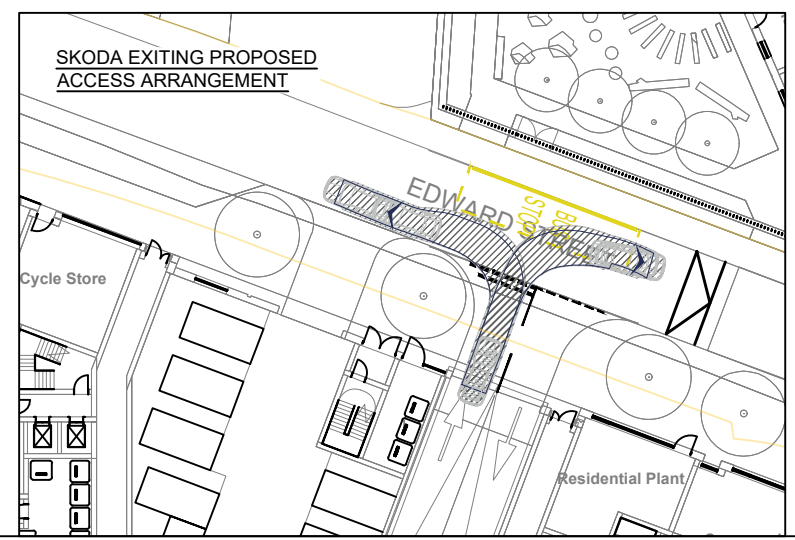 SKODA EXITING PROPOSED
ACCESS ARRANGEMENT
EDWARD STREET
BUS
STOP
Cycle Store
Residential Plant